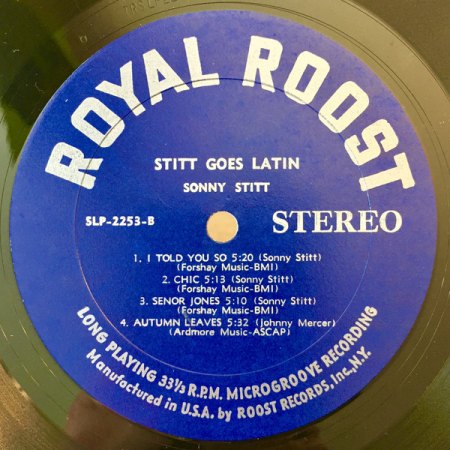 ROYAL ROOST
STITT GOES LATIN
SONNY STITT
SLP-2253-B
STEREO
1. I TOLD YOU SO 5:20 (Sonny Stitt)
(Forshay Music-BMI)
2. CHIC 5:13 (Sonny Stitt)
(Forshay Music-BMI)
3. SENOR JONES 5:10 (Sonny Stitt)
(Forshay Music-BMI)
4. AUTUMN LEAVES 5:32 (Johnny Mercer)
(Ardmore Music-ASCAP)
LONG PLAYING 33⅓ R.P.M. MICROGROOVE RECORDING
Manufactured in U.S.A. by ROOST RECORDS, Inc., N.Y.